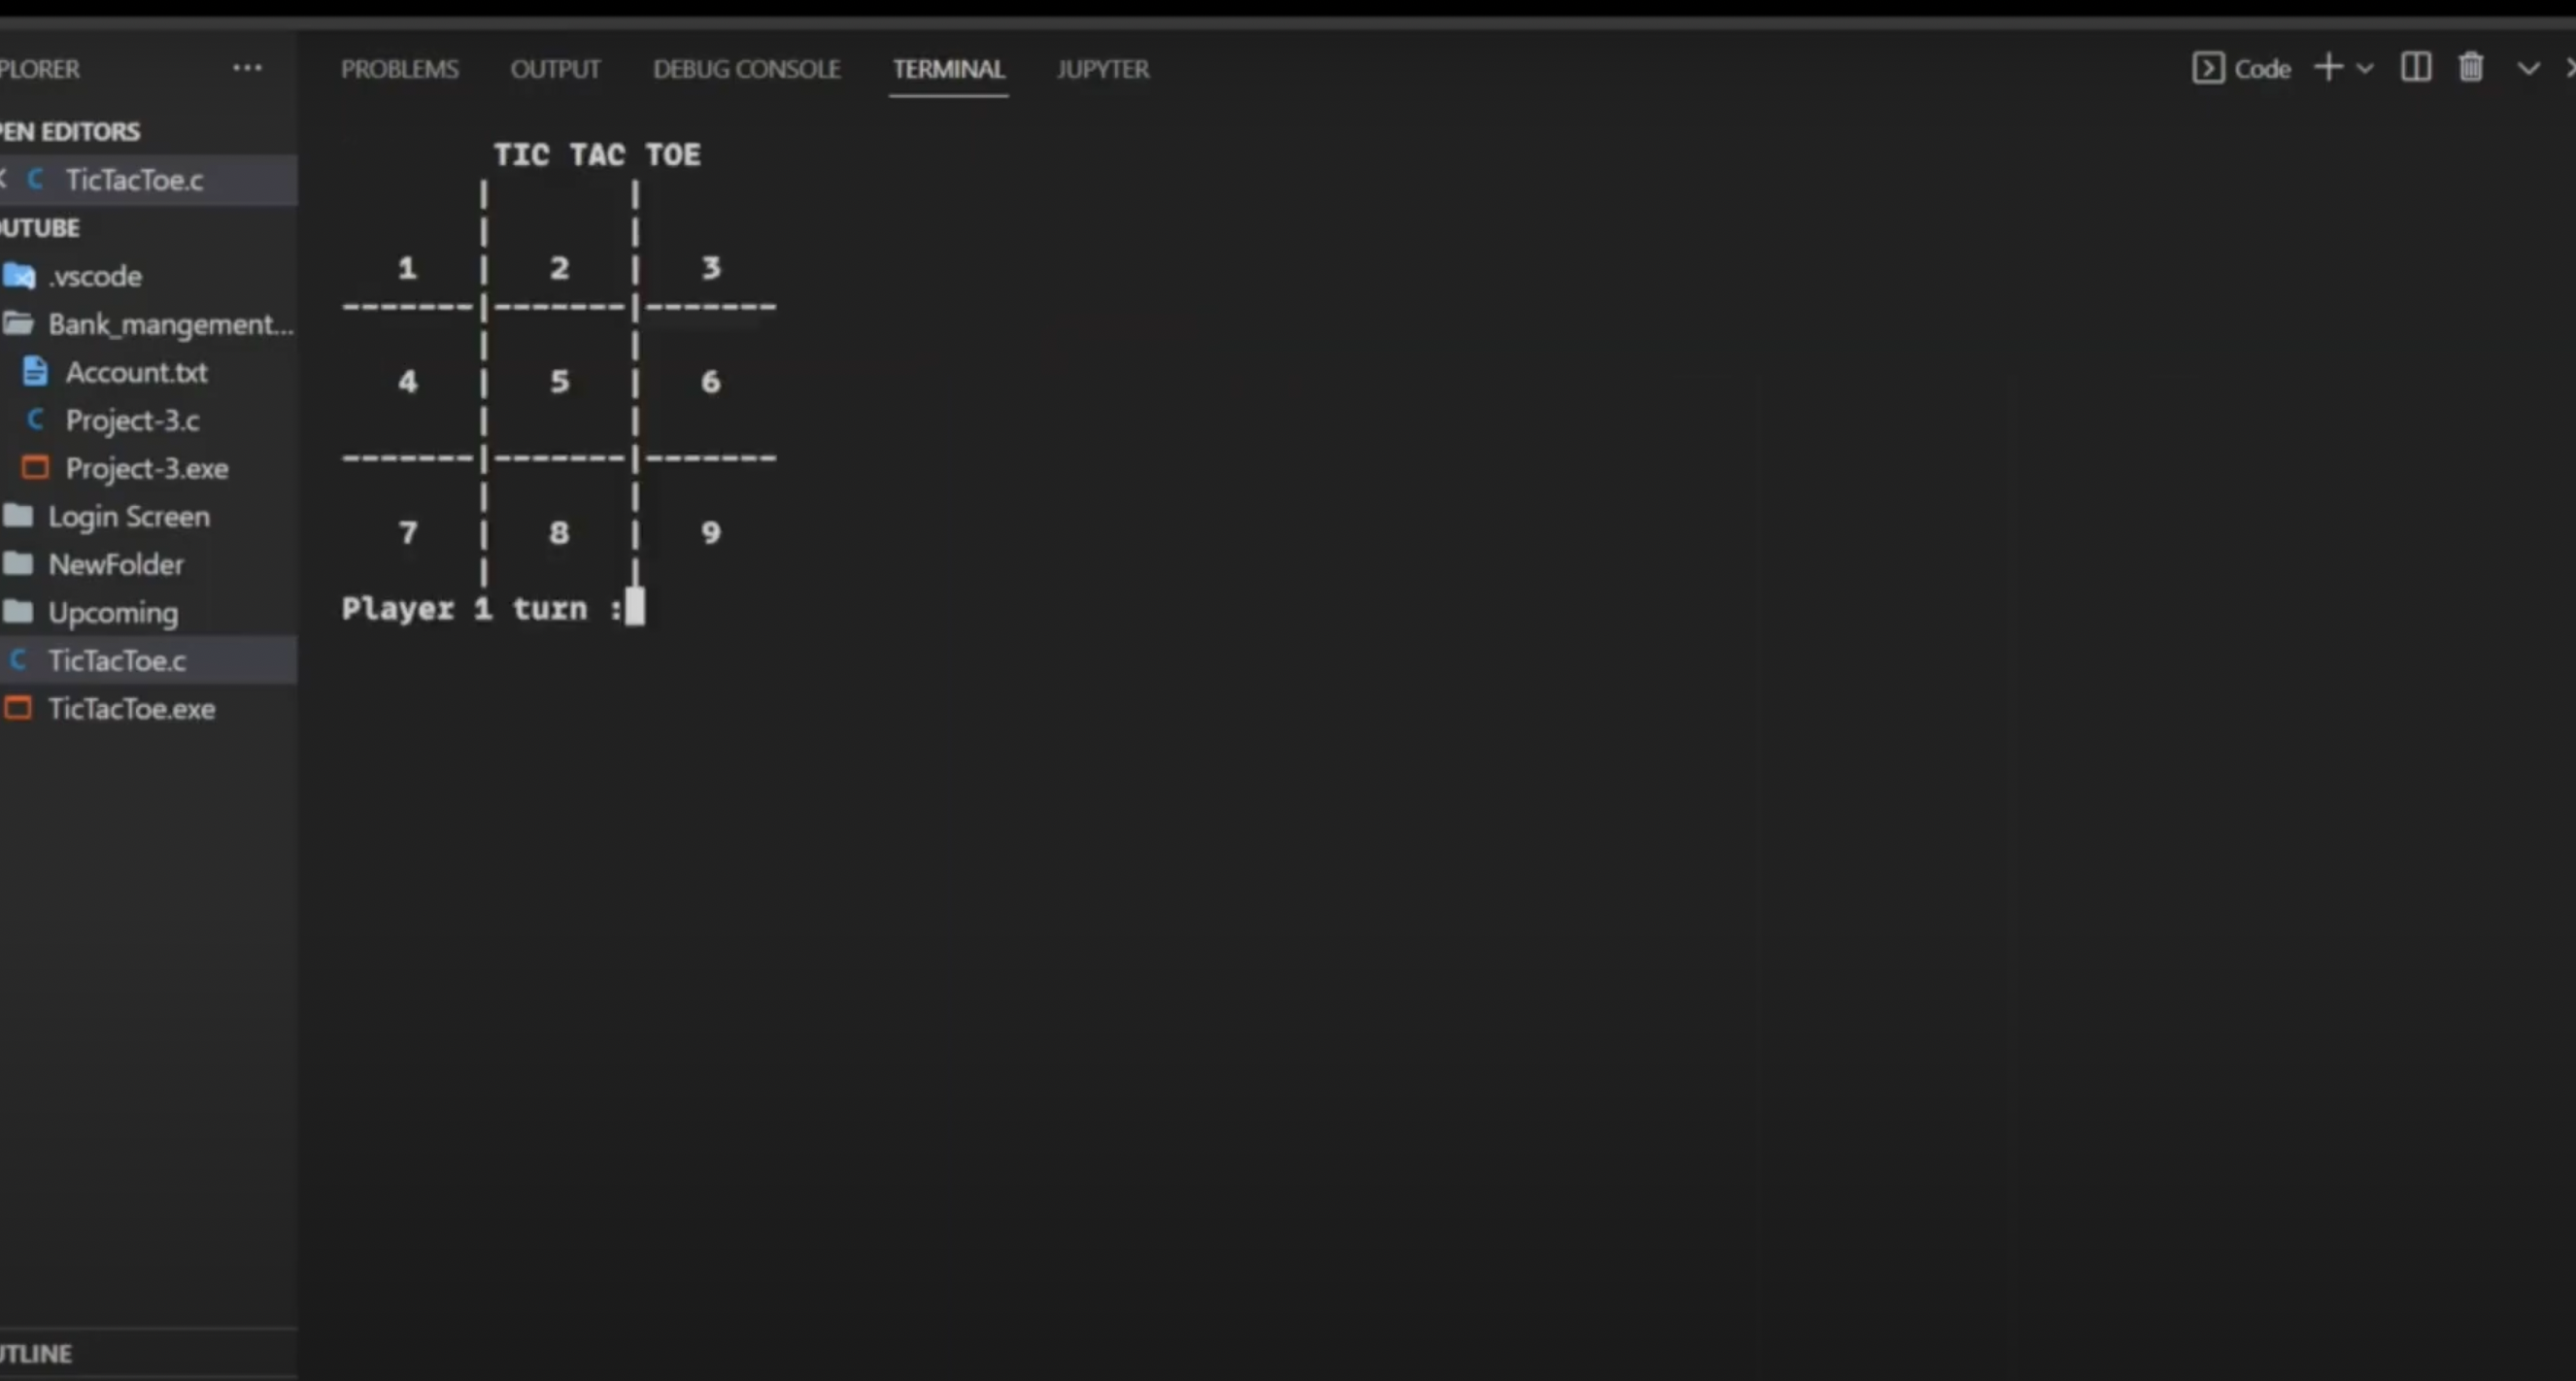 PLORER
PROBLEMS OUTPUT DEBUG CONSOLE TERMINAL JUPYTER
Code
PEN EDITORS
C TicTacToe.c
OUTUBE
.vscode
Bank_mangement...
Account.txt
C Project-3.c
Project-3.exe
Login Screen
NewFolder
Upcoming
C TicTacToe.c
TicTacToe.exe
UTLINE
TIC TAC TOE
| |
| |
1 | 2 | 3
-------|-------|-------
| |
4 | 5 | 6
| |
-------|-------|-------
| |
7 | 8 | 9
| |
Player 1 turn :